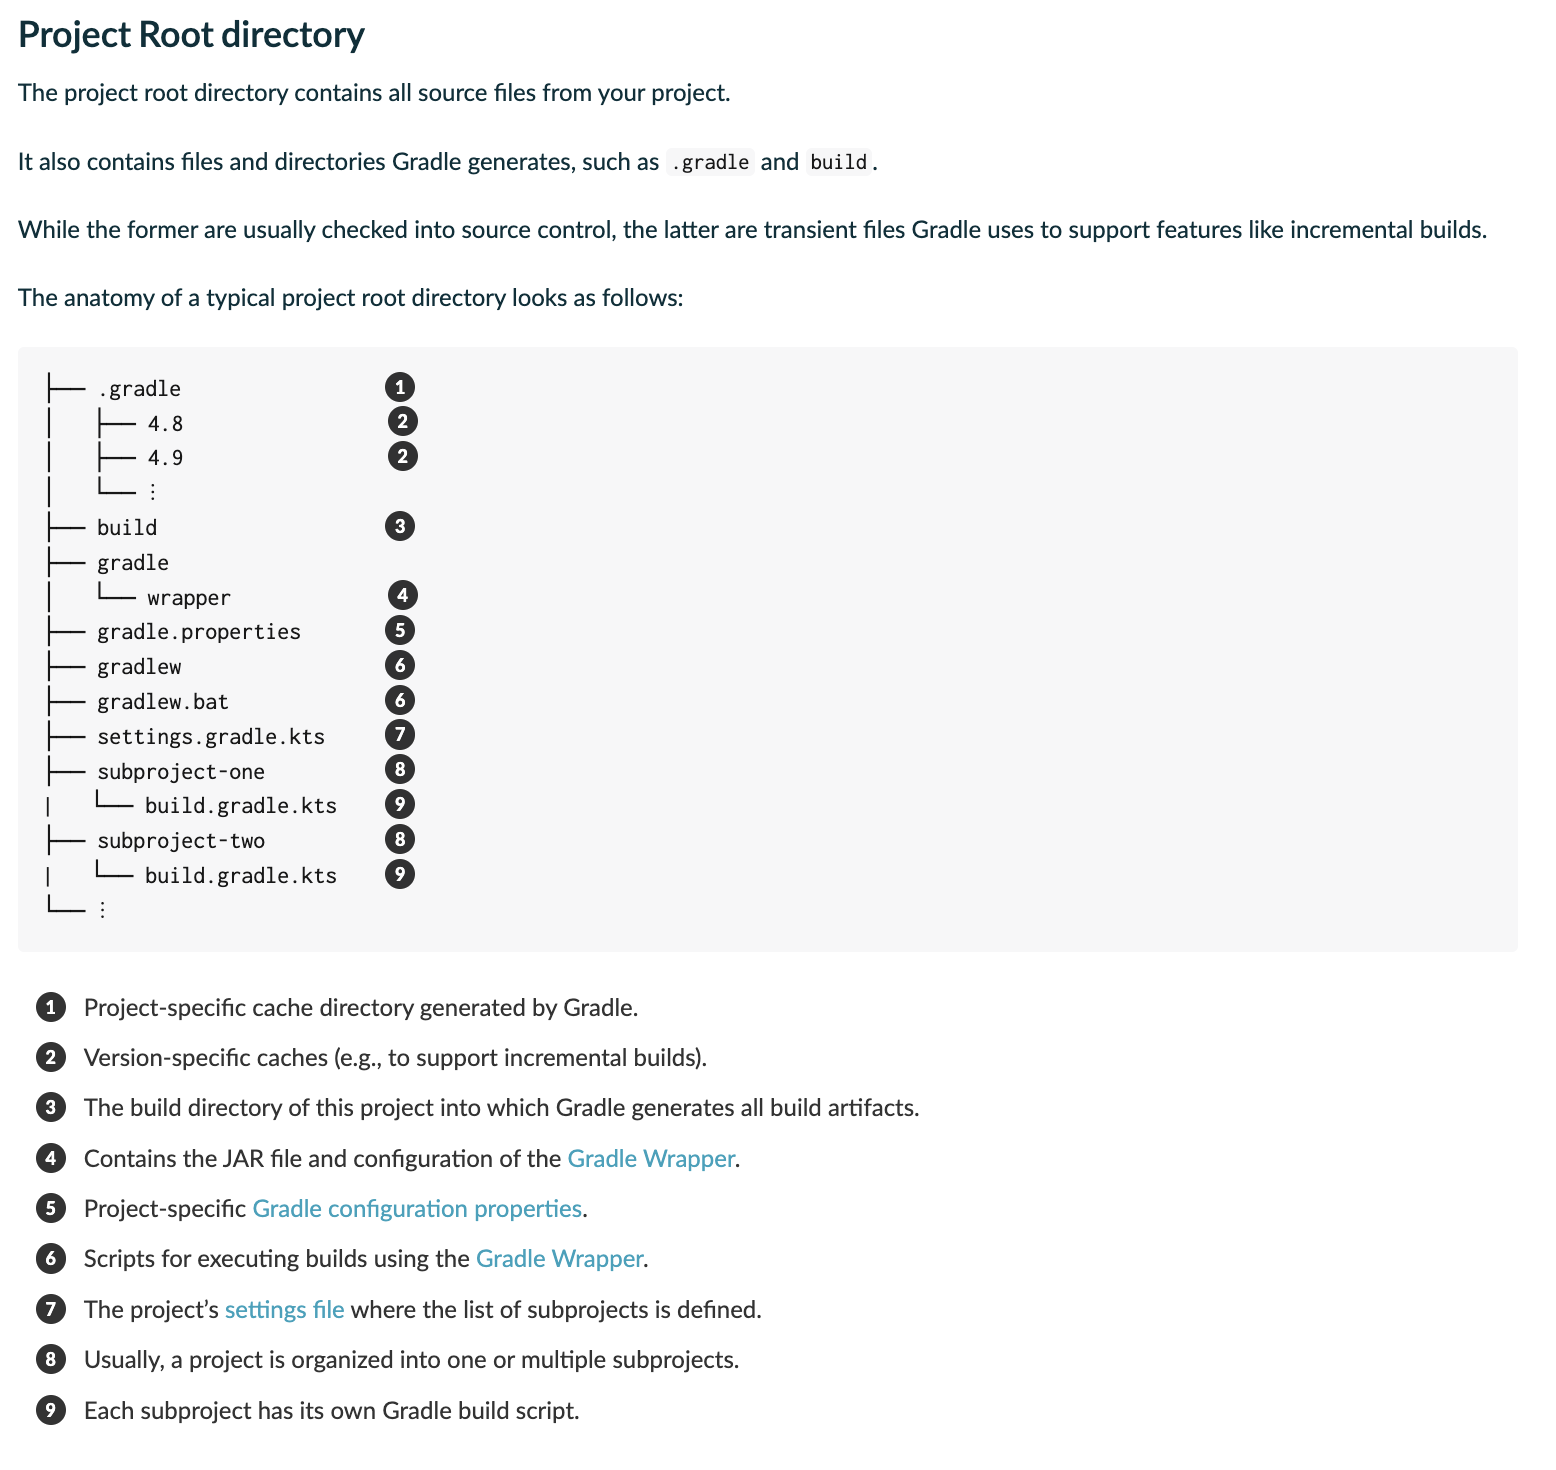 Project Root directory
The project root directory contains all source files from your project.
It also contains files and directories Gradle generates, such as .gradle and build.
While the former are usually checked into source control, the latter are transient files Gradle uses to support features like incremental builds.
The anatomy of a typical project root directory looks as follows:
├── .gradle 1
│   ├── 4.8 2
│   ├── 4.9 2
│   └── ⋮
├── build 3
├── gradle
│   └── wrapper 4
├── gradle.properties 5
├── gradlew 6
├── gradlew.bat 6
├── settings.gradle.kts 7
├── subproject-one 8
|   └── build.gradle.kts 9
├── subproject-two 8
|   └── build.gradle.kts 9
└── ⋮
1 Project-specific cache directory generated by Gradle.
2 Version-specific caches (e.g., to support incremental builds).
3 The build directory of this project into which Gradle generates all build artifacts.
4 Contains the JAR file and configuration of the Gradle Wrapper.
5 Project-specific Gradle configuration properties.
6 Scripts for executing builds using the Gradle Wrapper.
7 The project’s settings file where the list of subprojects is defined.
8 Usually, a project is organized into one or multiple subprojects.
9 Each subproject has its own Gradle build script.